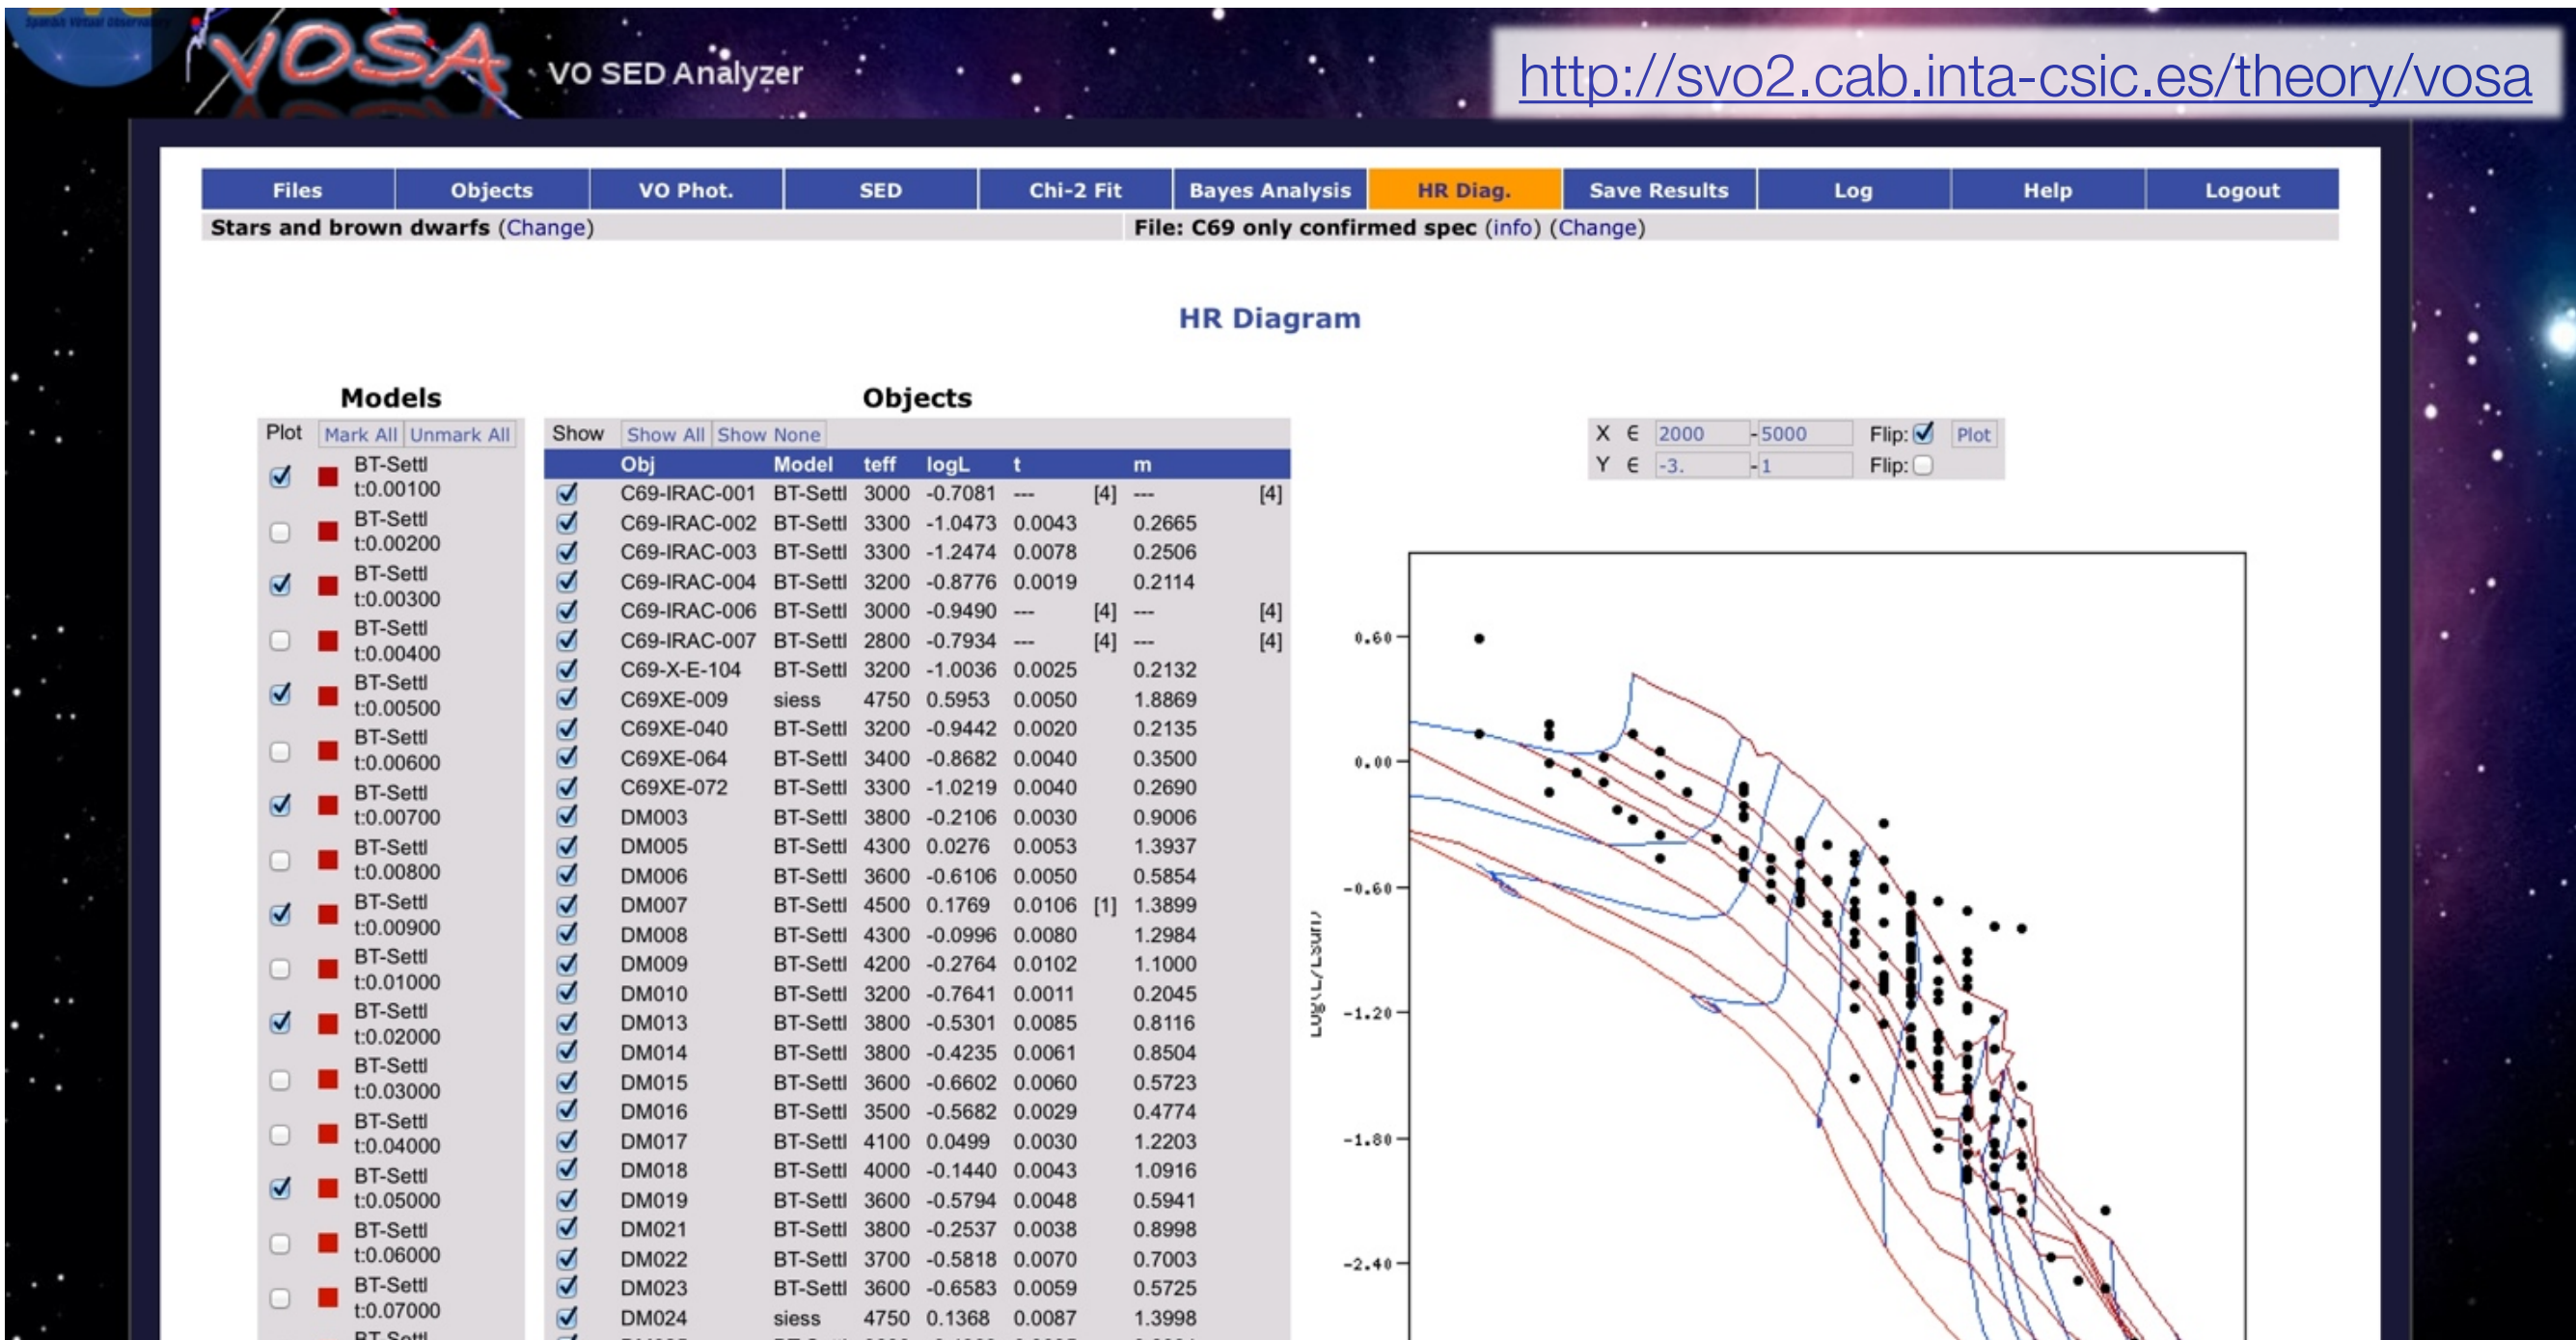 Spanish Virtual Observatory
VOSA
VO SED Analyzer
http://svo2.cab.inta-csic.es/theory/vosa
Files Objects VO Phot. SED Chi-2 Fit Bayes Analysis HR Diag. Save Results Log Help Logout
Stars and brown dwarfs (Change) File: C69 only confirmed spec (info) (Change)
HR Diagram
Models
Plot Mark All Unmark All
BT-Settl
t:0.00100
BT-Settl
t:0.00200
BT-Settl
t:0.00300
BT-Settl
t:0.00400
BT-Settl
t:0.00500
BT-Settl
t:0.00600
BT-Settl
t:0.00700
BT-Settl
t:0.00800
BT-Settl
t:0.00900
BT-Settl
t:0.01000
BT-Settl
t:0.02000
BT-Settl
t:0.03000
BT-Settl
t:0.04000
BT-Settl
t:0.05000
BT-Settl
t:0.06000
BT-Settl
t:0.07000
Objects
Show Show All Show None
Obj Model teff logL t m
C69-IRAC-001 BT-Settl 3000 -0.7081 --- [4] --- [4]
C69-IRAC-002 BT-Settl 3300 -1.0473 0.0043 0.2665
C69-IRAC-003 BT-Settl 3300 -1.2474 0.0078 0.2506
C69-IRAC-004 BT-Settl 3200 -0.8776 0.0019 0.2114
C69-IRAC-006 BT-Settl 3000 -0.9490 --- [4] --- [4]
C69-IRAC-007 BT-Settl 2800 -0.7934 --- [4] --- [4]
C69-X-E-104 BT-Settl 3200 -1.0036 0.0025 0.2132
C69XE-009 siess 4750 0.5953 0.0050 1.8869
C69XE-040 BT-Settl 3200 -0.9442 0.0020 0.2135
C69XE-064 BT-Settl 3400 -0.8682 0.0040 0.3500
C69XE-072 BT-Settl 3300 -1.0219 0.0040 0.2690
DM003 BT-Settl 3800 -0.2106 0.0030 0.9006
DM005 BT-Settl 4300 0.0276 0.0053 1.3937
DM006 BT-Settl 3600 -0.6106 0.0050 0.5854
DM007 BT-Settl 4500 0.1769 0.0106 [1] 1.3899
DM008 BT-Settl 4300 -0.0996 0.0080 1.2984
DM009 BT-Settl 4200 -0.2764 0.0102 1.1000
DM010 BT-Settl 3200 -0.7641 0.0011 0.2045
DM013 BT-Settl 3800 -0.5301 0.0085 0.8116
DM014 BT-Settl 3800 -0.4235 0.0061 0.8504
DM015 BT-Settl 3600 -0.6602 0.0060 0.5723
DM016 BT-Settl 3500 -0.5682 0.0029 0.4774
DM017 BT-Settl 4100 0.0499 0.0030 1.2203
DM018 BT-Settl 4000 -0.1440 0.0043 1.0916
DM019 BT-Settl 3600 -0.5794 0.0048 0.5941
DM021 BT-Settl 3800 -0.2537 0.0038 0.8998
DM022 BT-Settl 3700 -0.5818 0.0070 0.7003
DM023 BT-Settl 3600 -0.6583 0.0059 0.5725
DM024 siess 4750 0.1368 0.0087 1.3998
X ∈ 2000 -5000 Flip: Plot
Y ∈ -3. -1 Flip:
0.60
0.00
-0.60
-1.20
-1.80
-2.40
Log(L/Lsun)